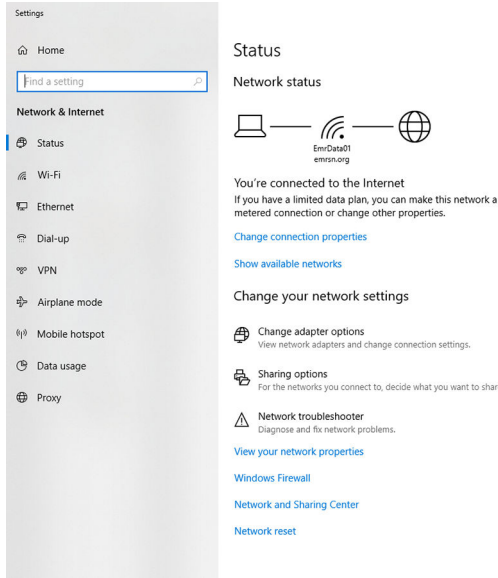 Settings
Home
Find a setting
Network & Internet
Status
Wi-Fi
Ethernet
Dial-up
VPN
Airplane mode
Mobile hotspot
Data usage
Proxy
Status
Network status
EmrData01
emrsn.org
You're connected to the Internet
If you have a limited data plan, you can make this network a
metered connection or change other properties.
Change connection properties
Show available networks
Change your network settings
Change adapter options
View network adapters and change connection settings.
Sharing options
For the networks you connect to, decide what you want to shar
Network troubleshooter
Diagnose and fix network problems.
View your network properties
Windows Firewall
Network and Sharing Center
Network reset